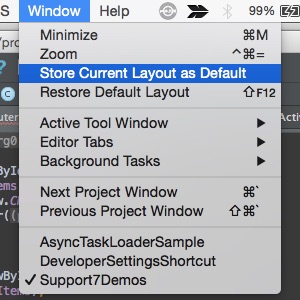 S Window Help 99%
Minimize ⌘M
Zoom ^⌘=
Store Current Layout as Default
Restore Default Layout ⇧F12
Active Tool Window ▶
Editor Tabs ▶
Background Tasks ▶
Next Project Window ⌘`
Previous Project Window ⇧⌘`
AsyncTaskLoaderSample
DeveloperSettingsShortcut
✓ Support7Demos